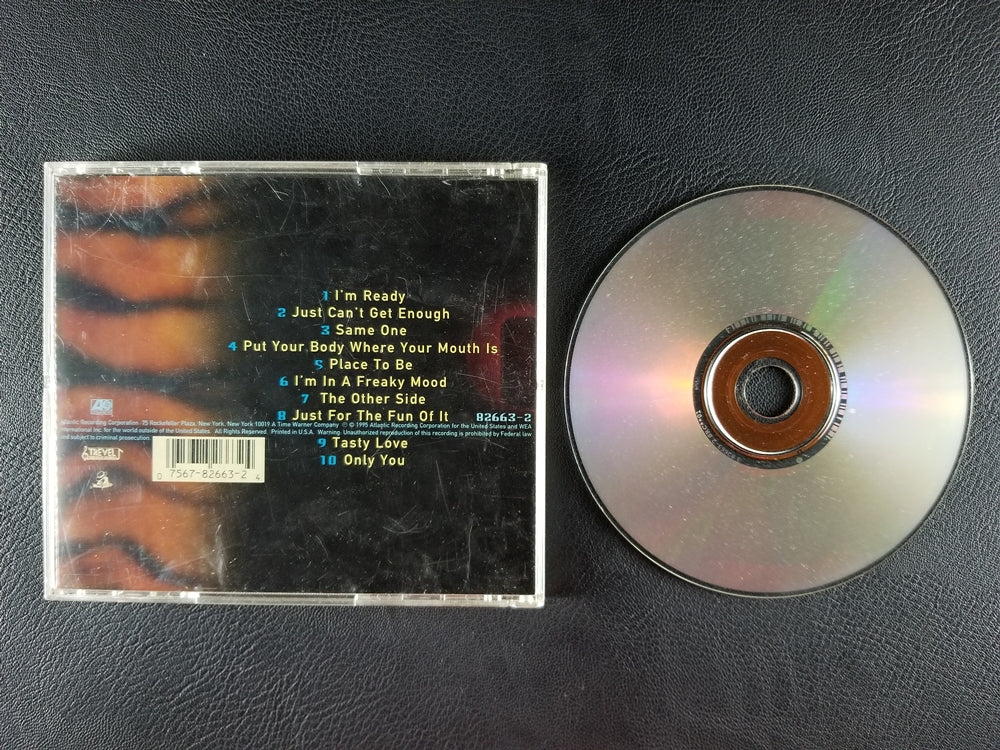 1 I'm Ready
2 Just Can't Get Enough
3 Same One
4 Put Your Body Where Your Mouth Is
5 Place To Be
6 I'm In A Freaky Mood
7 The Other Side
8 Just For The Fun Of It
82663-2
Atlantic Recording Corporation, 75 Rockefeller Plaza, New York, New York 10019 A Time Warner Company ℗ © 1995 Atlantic Recording Corporation for the United States and WEA
International Inc. for the world outside of the United States. All Rights Reserved. Printed in U.S.A. Warning: Unauthorized reproduction of this recording is prohibited by Federal law
and subject to criminal prosecution.
9 Tasty Love
10 Only You
TREVEL
0 7567-82663-2 4